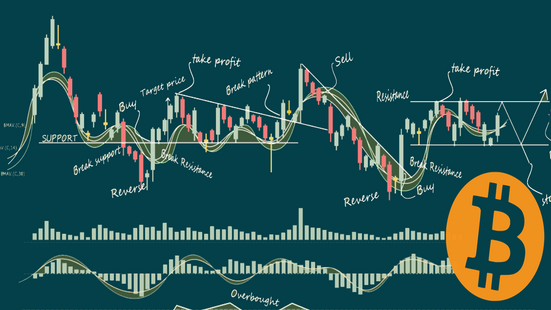 take profit
Sell
Target price
Break pattern
take profit
Resistance
Buy
SUPPORT
Break support
Break Resistance
Break Resistance
Reverse
Reverse
Buy
Overbought